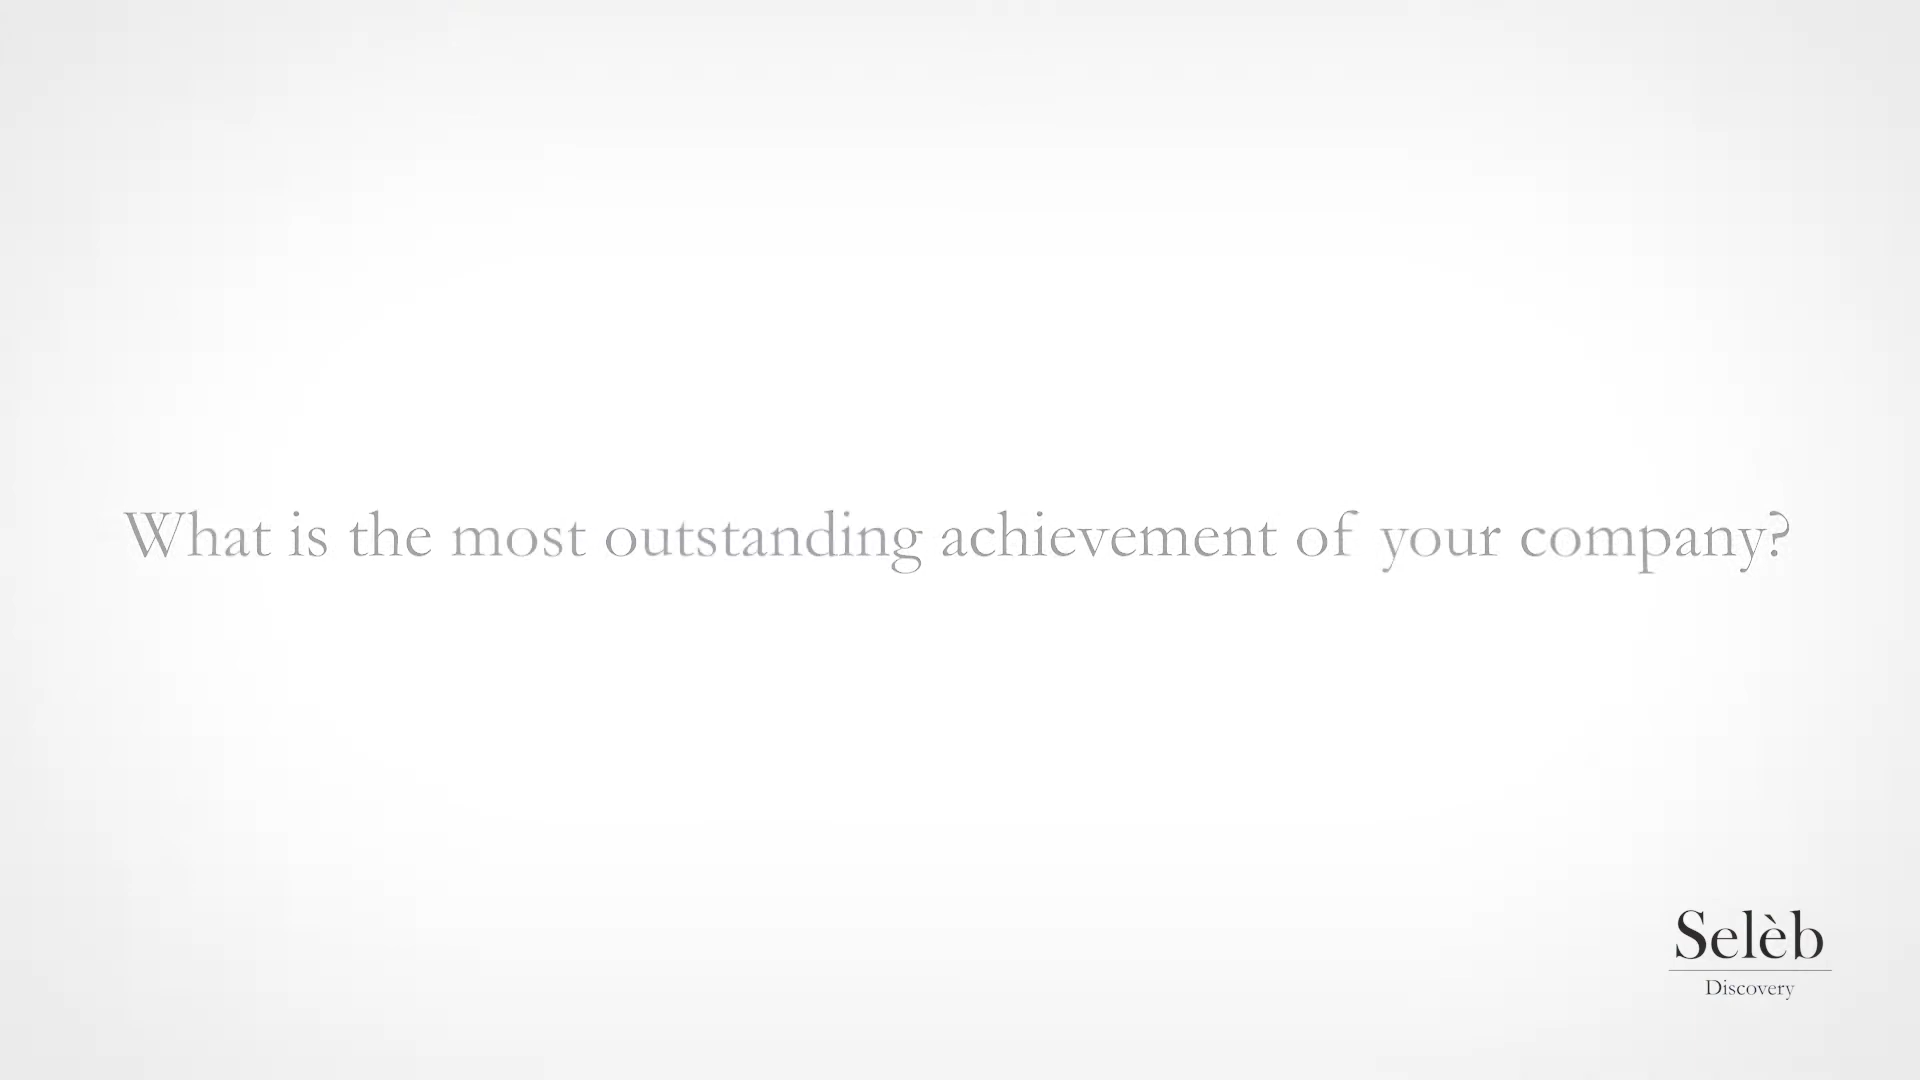 What is the most outstanding achievement of your company?
Selèb
Discovery